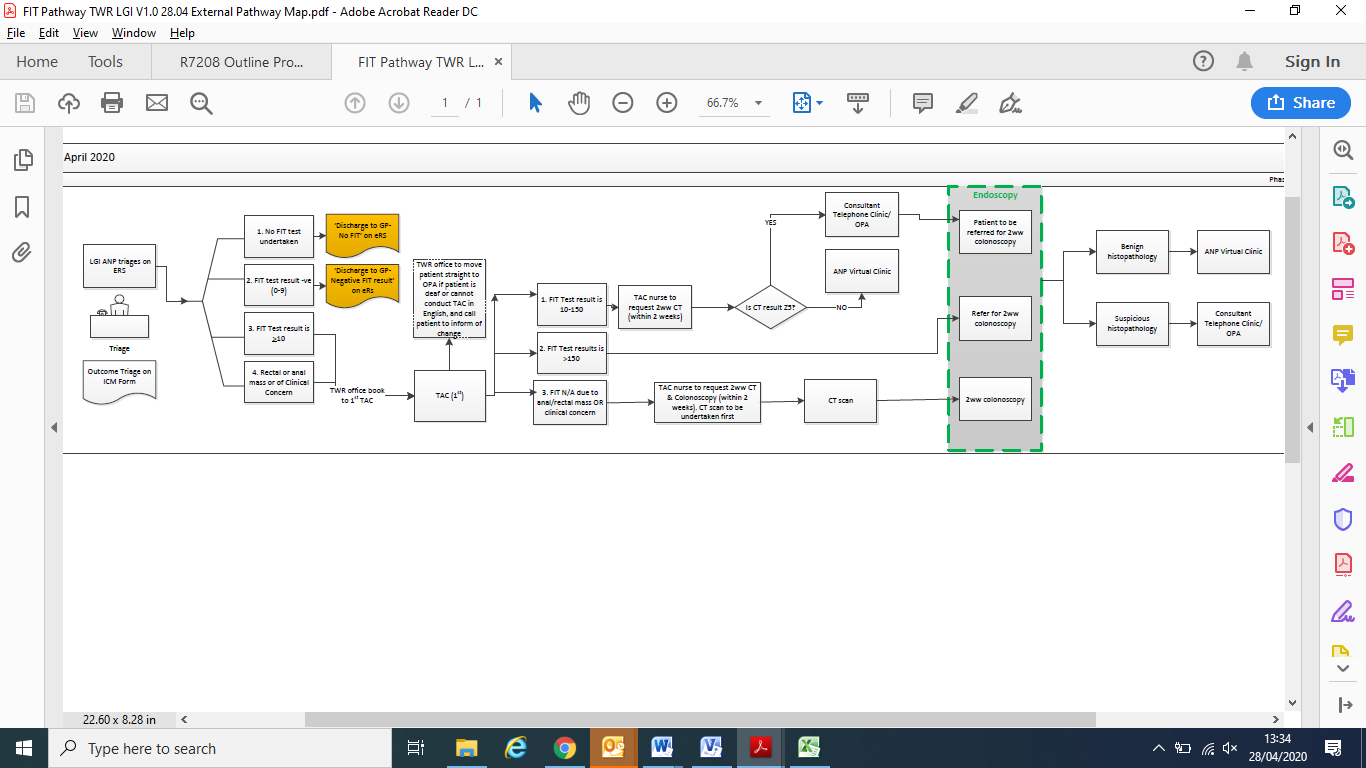 FIT Pathway TWR LGI V1.0 28.04 External Pathway Map.pdf - Adobe Acrobat Reader DC
File Edit View Window Help
Home Tools R7208 Outline Pro... FIT Pathway TWR L... × Sign In
1 / 1 66.7% Share
April 2020
Phas
Endoscopy
LGI ANP triages on
ERS
Triage
Outcome Triage on
ICM Form
1. No FIT test
undertaken
2. FIT test result -ve
(0-9)
3. FIT Test result is
≥10
4. Rectal or anal
mass or of Clinical
Concern
'Discharge to GP-
No FIT' on eRS
'Discharge to GP-
Negative FIT result'
on eRs
TWR office book
to 1st TAC
TWR office to move
patient straight to
OPA if patient is
deaf or cannot
conduct TAC in
English, and call
patient to inform of
change
TAC (1st)
1. FIT Test result is
10-150
2. FIT Test results is
>150
3. FIT N/A due to
anal/rectal mass OR
clinical concern
TAC nurse to
request 2ww CT
(within 2 weeks)
TAC nurse to request 2ww CT
& Colonoscopy (within 2
weeks). CT scan to be
undertaken first
Is CT result Z5?
YES
NO
Consultant
Telephone Clinic/
OPA
ANP Virtual Clinic
CT scan
Patient to be
referred for 2ww
colonoscopy
Refer for 2ww
colonoscopy
2ww colonoscopy
Benign
histopathology
ANP Virtual Clinic
Suspicious
histopathology
Consultant
Telephone Clinic/
OPA
22.60 x 8.28 in
Type here to search
13:34
28/04/2020